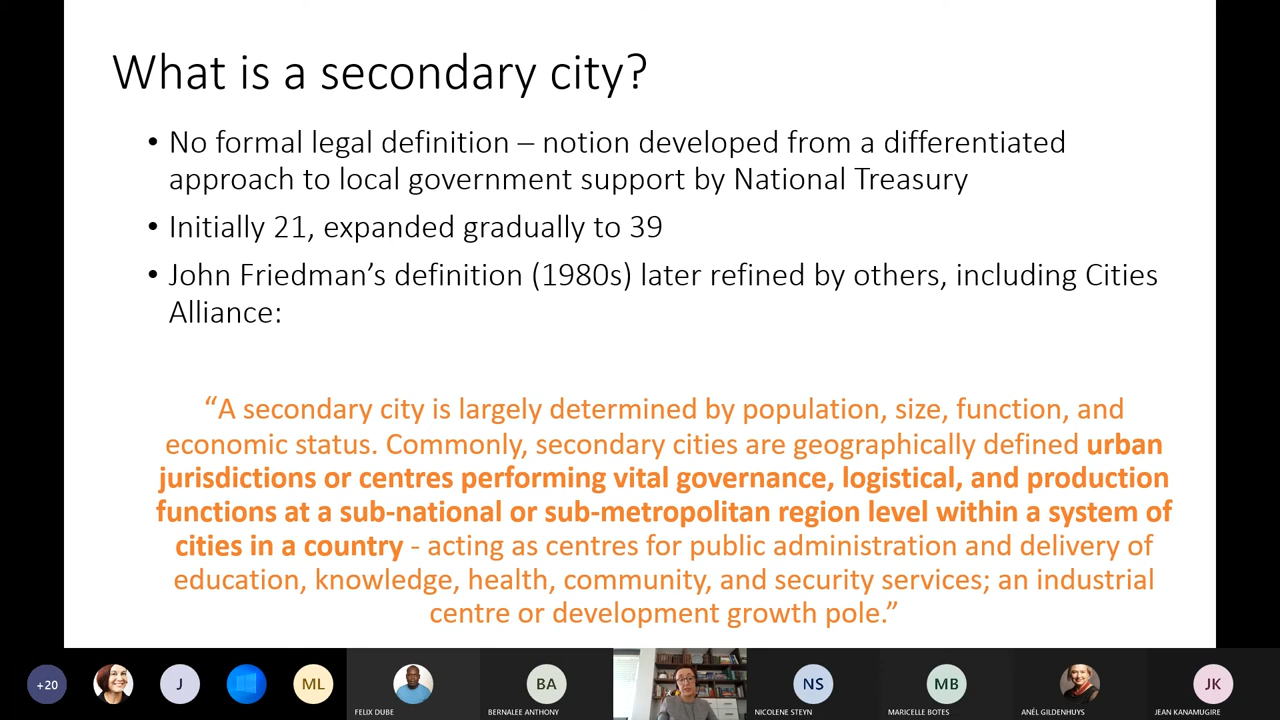 What is a secondary city?
• No formal legal definition – notion developed from a differentiated
approach to local government support by National Treasury
• Initially 21, expanded gradually to 39
• John Friedman’s definition (1980s) later refined by others, including Cities
Alliance:
“A secondary city is largely determined by population, size, function, and
economic status. Commonly, secondary cities are geographically defined urban
jurisdictions or centres performing vital governance, logistical, and production
functions at a sub-national or sub-metropolitan region level within a system of
cities in a country - acting as centres for public administration and delivery of
education, knowledge, health, community, and security services; an industrial
centre or development growth pole.”
+20
J
ML
FELIX DUBE
BA
BERNALEE ANTHONY
NS
NICOLENE STEYN
MB
MARICELLE BOTES
ANÉL GILDENHUYS
JK
JEAN KANAMUGIRE